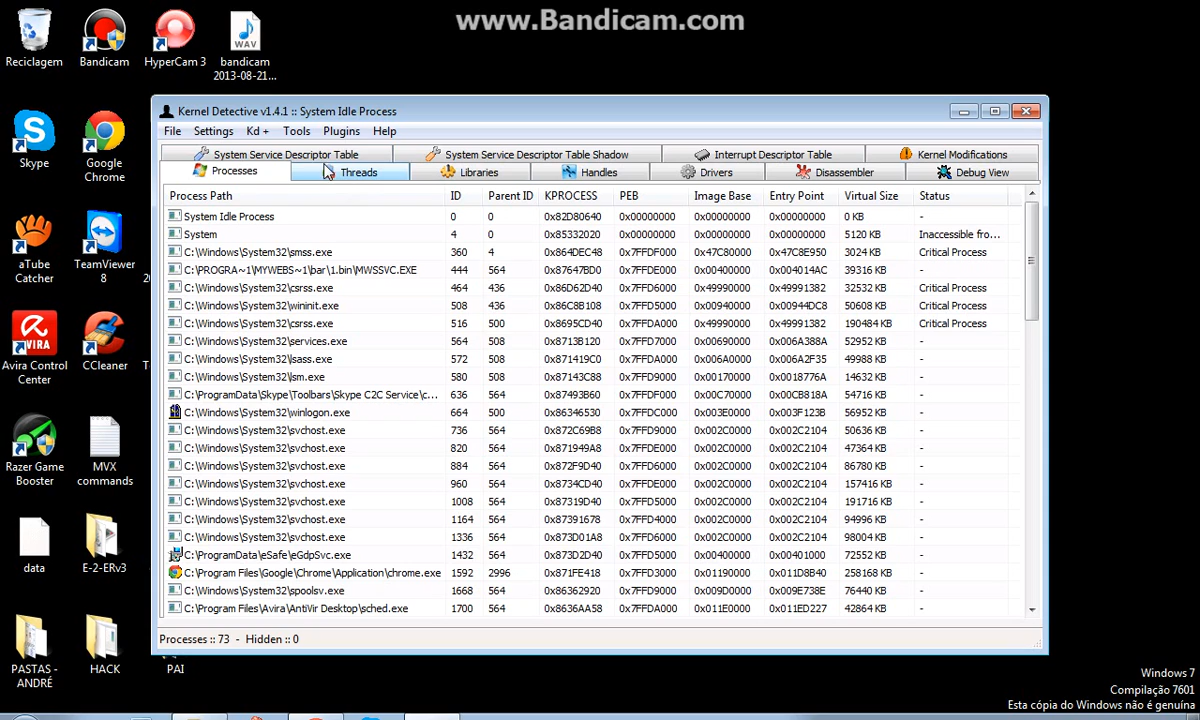 www.Bandicam.com
Reciclagem
Bandicam
HyperCam 3
WAV
bandicam
2013-08-21...
Skype
Google
Chrome
aTube
Catcher
TeamViewer
8
Avira Control
Center
CCleaner
Razer Game
Booster
MVX
commands
data
E-2-ERv3
PASTAS -
ANDRÉ
HACK
PAI
Kernel Detective v1.4.1 :: System Idle Process
File Settings Kd + Tools Plugins Help
System Service Descriptor Table System Service Descriptor Table Shadow Interrupt Descriptor Table Kernel Modifications
Processes Threads Libraries Handles Drivers Disassembler Debug View
Process Path ID Parent ID KPROCESS PEB Image Base Entry Point Virtual Size Status
System Idle Process 0 0 0x82D80640 0x00000000 0x00000000 0x00000000 0 KB -
System 4 0 0x85332020 0x00000000 0x00000000 0x00000000 5120 KB Inaccessible fro...
C:\Windows\System32\smss.exe 360 4 0x864DEC48 0x7FFDF000 0x47C80000 0x47C8E950 3024 KB Critical Process
C:\PROGRA~1\MYWEBS~1\bar\1.bin\MWSSVC.EXE 444 564 0x87647BD0 0x7FFDE000 0x00400000 0x004014AC 39316 KB -
C:\Windows\System32\csrss.exe 464 436 0x86D62D40 0x7FFD6000 0x49990000 0x49991382 32532 KB Critical Process
C:\Windows\System32\wininit.exe 508 436 0x86C8B108 0x7FFD5000 0x00940000 0x00944DC8 50608 KB Critical Process
C:\Windows\System32\csrss.exe 516 500 0x8695CD40 0x7FFDA000 0x49990000 0x49991382 190484 KB Critical Process
C:\Windows\System32\services.exe 564 508 0x8713B120 0x7FFD7000 0x00690000 0x006A388A 52952 KB -
C:\Windows\System32\lsass.exe 572 508 0x871419C0 0x7FFDA000 0x006A0000 0x006A2F35 49988 KB -
C:\Windows\System32\lsm.exe 580 508 0x87143C88 0x7FFD9000 0x00170000 0x0018776A 14632 KB -
C:\ProgramData\Skype\Toolbars\Skype C2C Service\c... 636 564 0x87493B60 0x7FFDF000 0x00C70000 0x00CB818A 54716 KB -
C:\Windows\System32\winlogon.exe 664 500 0x86346530 0x7FFDC000 0x003E0000 0x003F123B 56952 KB -
C:\Windows\System32\svchost.exe 736 564 0x872C69B8 0x7FFD9000 0x002C0000 0x002C2104 50636 KB -
C:\Windows\System32\svchost.exe 820 564 0x871949A8 0x7FFDE000 0x002C0000 0x002C2104 47364 KB -
C:\Windows\System32\svchost.exe 884 564 0x872F9D40 0x7FFD6000 0x002C0000 0x002C2104 86780 KB -
C:\Windows\System32\svchost.exe 960 564 0x8734CD40 0x7FFDE000 0x002C0000 0x002C2104 157416 KB -
C:\Windows\System32\svchost.exe 1008 564 0x87319D40 0x7FFD5000 0x002C0000 0x002C2104 191716 KB -
C:\Windows\System32\svchost.exe 1164 564 0x87391678 0x7FFD4000 0x002C0000 0x002C2104 94996 KB -
C:\Windows\System32\svchost.exe 1336 564 0x873D01A8 0x7FFD6000 0x002C0000 0x002C2104 98004 KB -
C:\ProgramData\eSafe\eGdpSvc.exe 1432 564 0x873D2D40 0x7FFD5000 0x00400000 0x00401000 72552 KB -
C:\Program Files\Google\Chrome\Application\chrome.exe 1592 2996 0x871FE418 0x7FFD3000 0x01190000 0x011D8B40 258168 KB -
C:\Windows\System32\spoolsv.exe 1668 564 0x86362920 0x7FFD9000 0x009D0000 0x009E738E 76440 KB -
C:\Program Files\Avira\AntiVir Desktop\sched.exe 1700 564 0x8636AA58 0x7FFDA000 0x011E0000 0x011ED227 42864 KB -
Processes :: 73 - Hidden :: 0
Windows 7
Compilação 7601
Esta cópia do Windows não é genuína